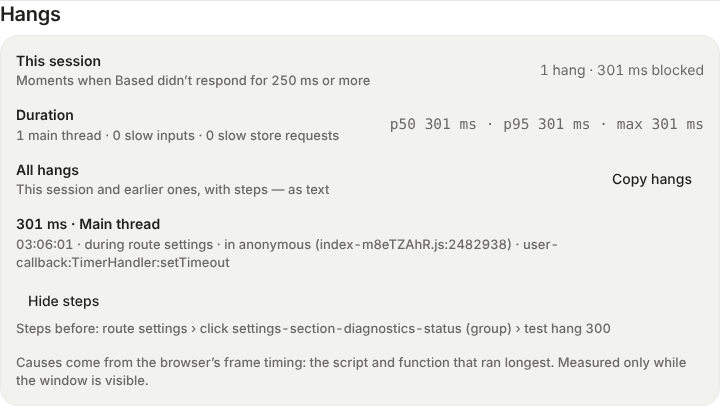 Hangs
This session
Moments when Based didn’t respond for 250 ms or more
1 hang · 301 ms blocked
Duration
1 main thread · 0 slow inputs · 0 slow store requests
p50 301 ms · p95 301 ms · max 301 ms
All hangs
This session and earlier ones, with steps — as text
Copy hangs
301 ms · Main thread
03:06:01 · during route settings · in anonymous (index-m8eTZAhR.js:2482938) · user-
callback:TimerHandler:setTimeout
Hide steps
Steps before: route settings › click settings-section-diagnostics-status (group) › test hang 300
Causes come from the browser’s frame timing: the script and function that ran longest. Measured only while
the window is visible.